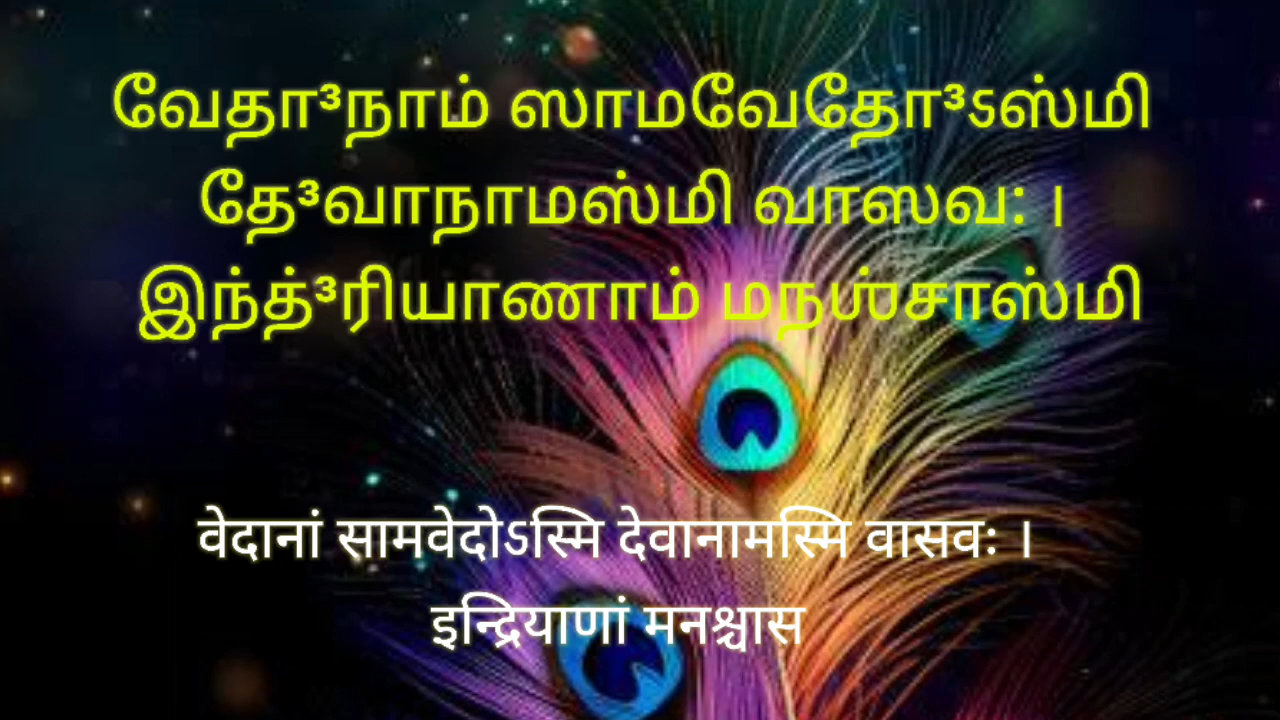 வேதா³நாம் ஸாமவேதோ³ऽஸ்மி
தே³வாநாமஸ்மி வாஸவ: ।
இந்த்³ரியாணாம் மநஶ்சாஸ்மி
वेदानां सामवेदोऽस्मि देवानामस्मि वासवः ।
इन्द्रियाणां मनश्चास